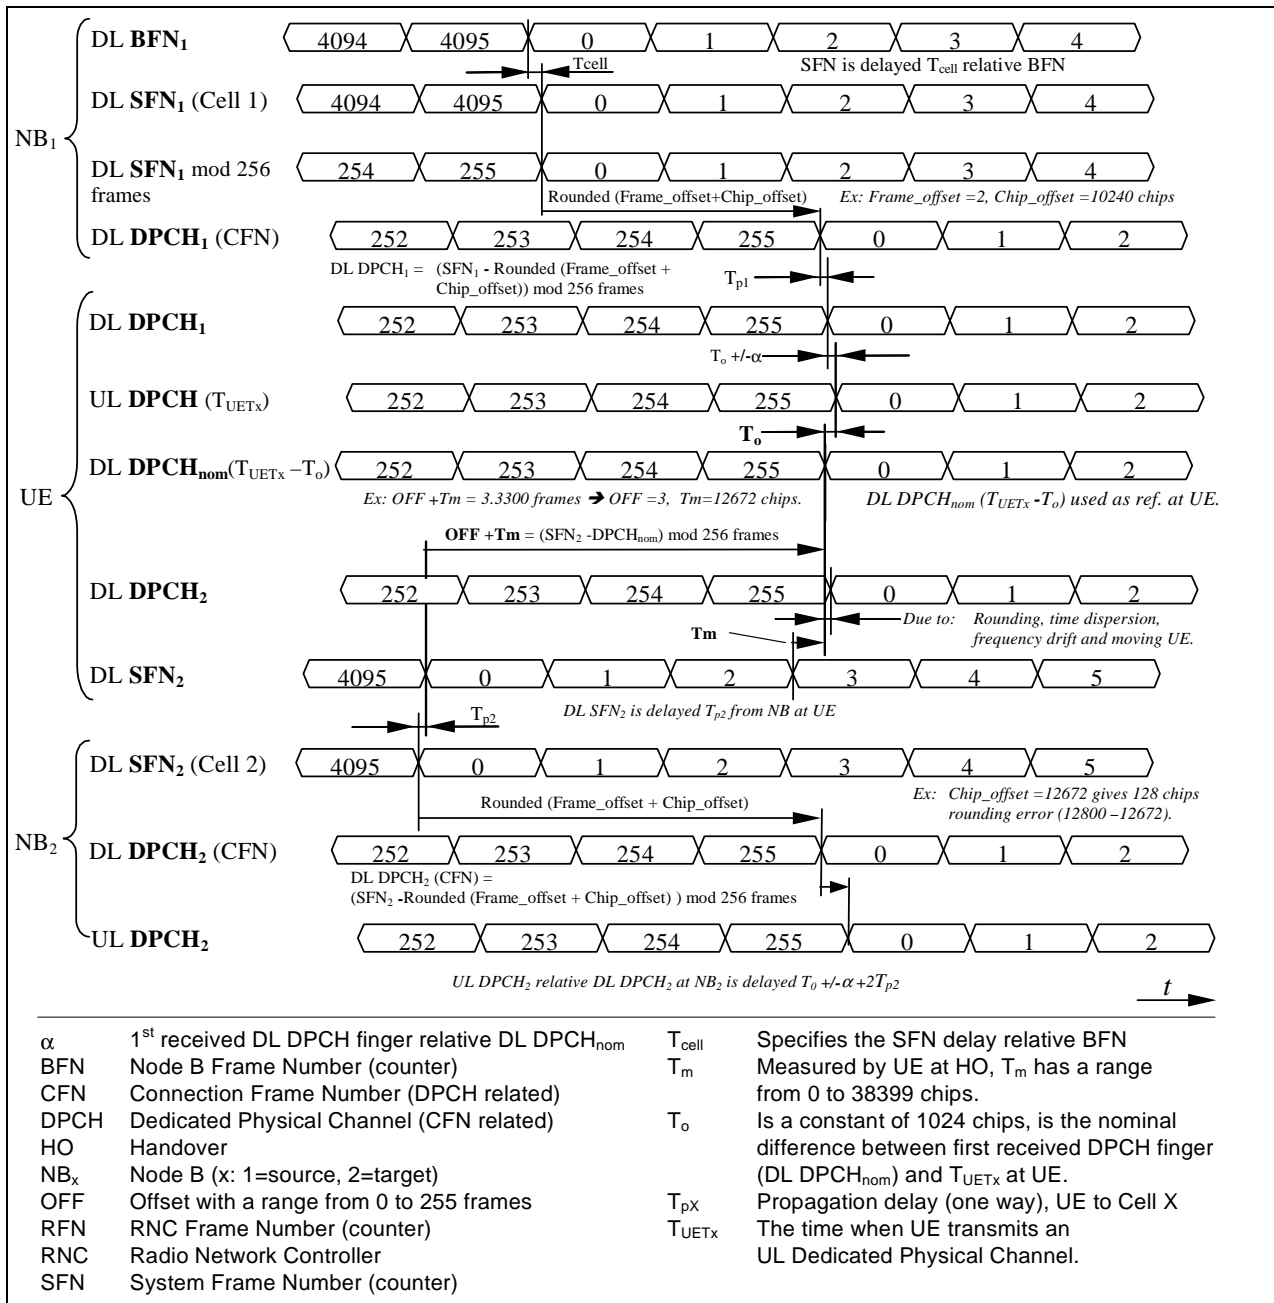 DL BFN1 4094 4095 0 1 2 3 4
Tcell SFN is delayed Tcell relative BFN
DL SFN1 (Cell 1) 4094 4095 0 1 2 3 4
NB1
DL SFN1 mod 256 frames 254 255 0 1 2 3 4
Rounded (Frame_offset+Chip_offset) Ex: Frame_offset =2, Chip_offset =10240 chips
DL DPCH1 (CFN) 252 253 254 255 0 1 2
DL DPCH1 = (SFN1 - Rounded (Frame_offset +
Chip_offset)) mod 256 frames
Tp1
DL DPCH1 252 253 254 255 0 1 2
To +/-α
UL DPCH (TUETx) 252 253 254 255 0 1 2
To
DL DPCHnom(TUETx –To) 252 253 254 255 0 1 2
UE
Ex: OFF +Tm = 3.3300 frames ➔ OFF =3, Tm=12672 chips. DL DPCHnom (TUETx -To) used as ref. at UE.
OFF +Tm = (SFN2 -DPCHnom) mod 256 frames
DL DPCH2 252 253 254 255 0 1 2
Due to: Rounding, time dispersion,
frequency drift and moving UE.
Tm
DL SFN2 4095 0 1 2 3 4 5
DL SFN2 is delayed Tp2 from NB at UE
Tp2
DL SFN2 (Cell 2) 4095 0 1 2 3 4 5
Ex: Chip_offset =12672 gives 128 chips
rounding error (12800 –12672).
Rounded (Frame_offset + Chip_offset)
NB2
DL DPCH2 (CFN) 252 253 254 255 0 1 2
DL DPCH2 (CFN) =
(SFN2 -Rounded (Frame_offset + Chip_offset) ) mod 256 frames
UL DPCH2 252 253 254 255 0 1 2
UL DPCH2 relative DL DPCH2 at NB2 is delayed T0 +/-α +2Tp2
t
α 1st received DL DPCH finger relative DL DPCHnom
BFN Node B Frame Number (counter)
CFN Connection Frame Number (DPCH related)
DPCH Dedicated Physical Channel (CFN related)
HO Handover
NBx Node B (x: 1=source, 2=target)
OFF Offset with a range from 0 to 255 frames
RFN RNC Frame Number (counter)
RNC Radio Network Controller
SFN System Frame Number (counter)
Tcell Specifies the SFN delay relative BFN
Tm Measured by UE at HO, Tm has a range
from 0 to 38399 chips.
To Is a constant of 1024 chips, is the nominal
difference between first received DPCH finger
(DL DPCHnom) and TUETx at UE.
TpX Propagation delay (one way), UE to Cell X
TUETx The time when UE transmits an
UL Dedicated Physical Channel.